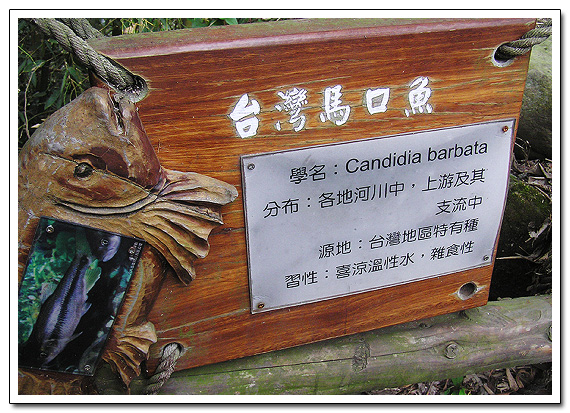 台灣馬口魚
學名：Candidia barbata
分布：各地河川中，上游及其
支流中
源地：台灣地區特有種
習性：喜涼溫性水，雜食性